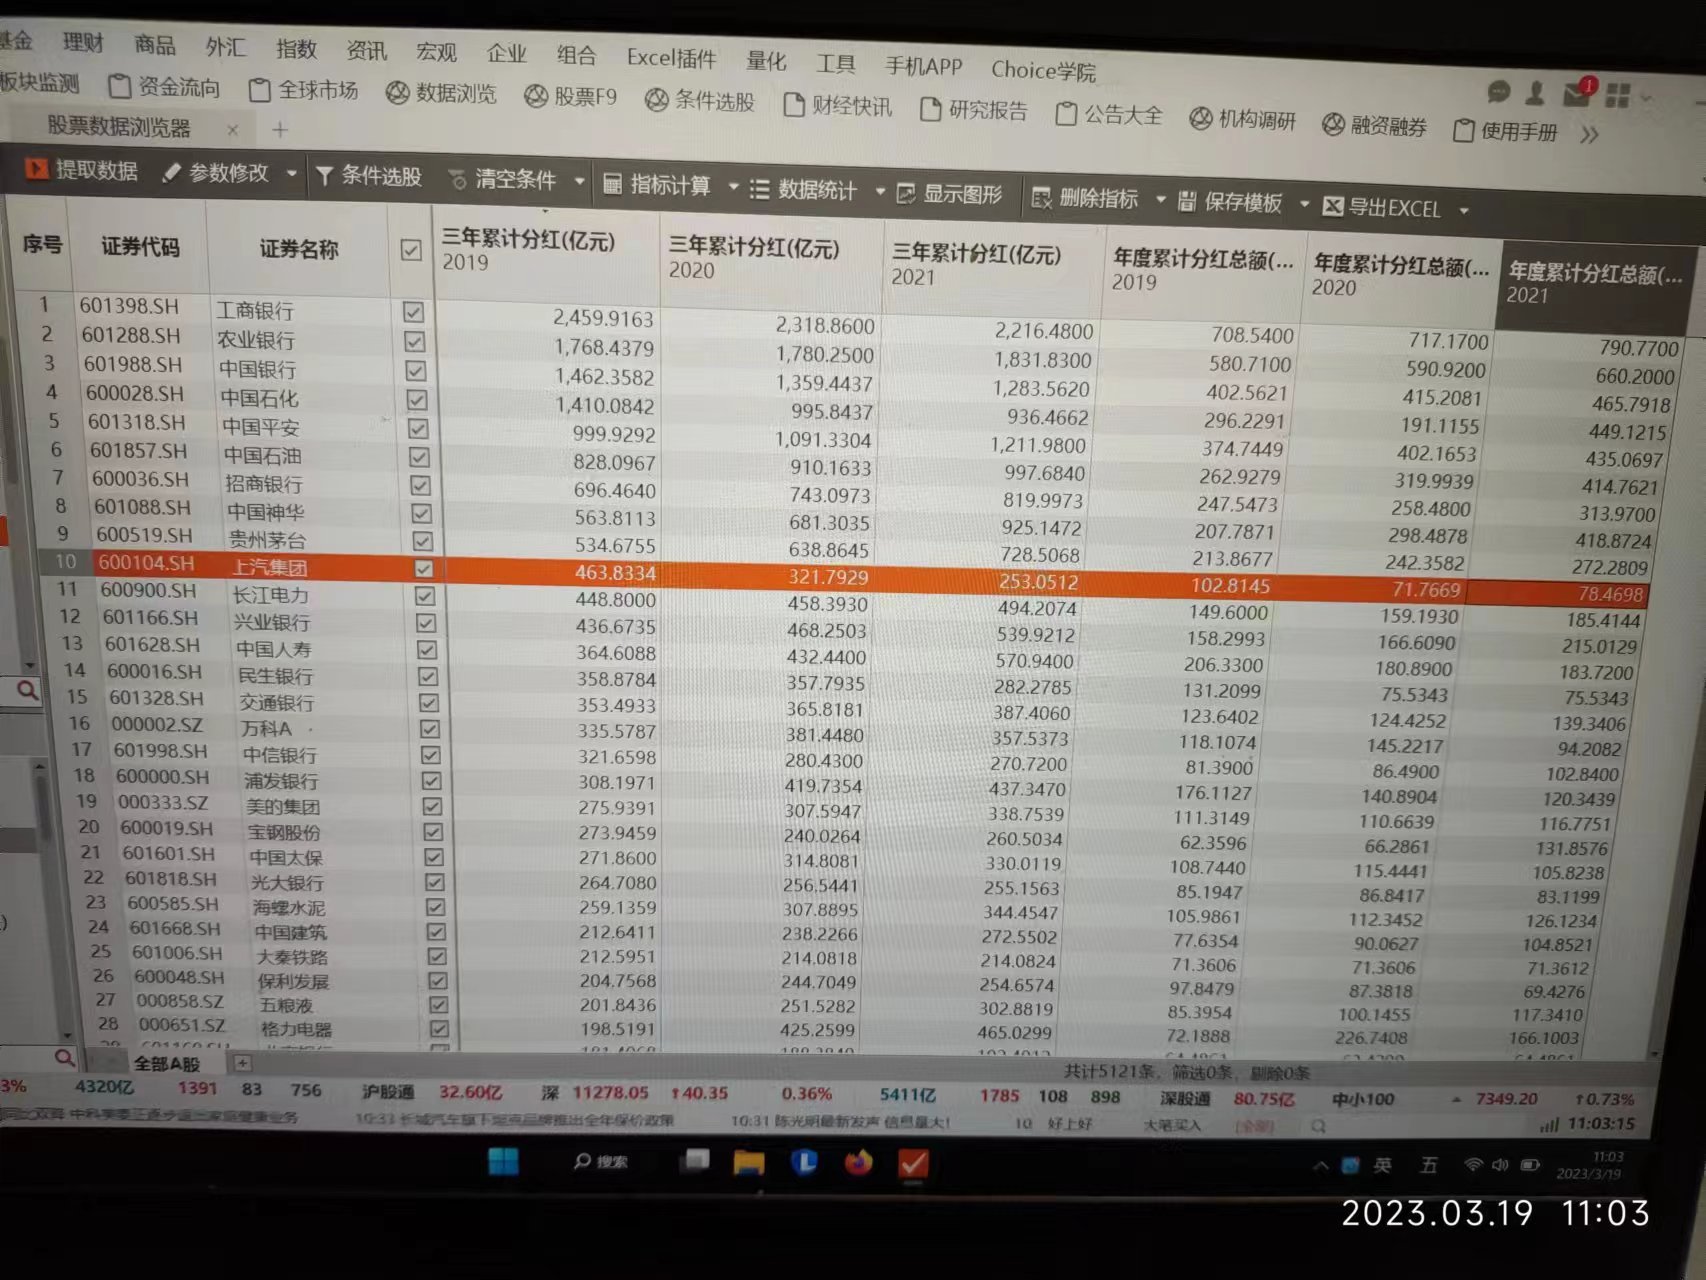 基金 理财 商品 外汇 指数 资讯 宏观 企业 组合 Excel插件 量化 工具 手机APP Choice学院
板块监测 资金流向 全球市场 数据浏览 股票F9 条件选股 财经快讯 研究报告 公告大全 机构调研 融资融券 使用手册
1
股票数据浏览器 × +
提取数据 参数修改 条件选股 清空条件 指标计算 数据统计 显示图形 删除指标 保存模板 导出EXCEL
序号 证券代码 证券名称 三年累计分红(亿元) 2019 三年累计分红(亿元) 2020 三年累计分红(亿元) 2021 年度累计分红总额(... 2019 年度累计分红总额(... 2020 年度累计分红总额(... 2021
1 601398.SH 工商银行 2,459.9163 2,318.8600 2,216.4800 708.5400 717.1700 790.7700
2 601288.SH 农业银行 1,768.4379 1,780.2500 1,831.8300 580.7100 590.9200 660.2000
3 601988.SH 中国银行 1,462.3582 1,359.4437 1,283.5620 402.5621 415.2081 465.7918
4 600028.SH 中国石化 1,410.0842 995.8437 936.4662 296.2291 191.1155 449.1215
5 601318.SH 中国平安 999.9292 1,091.3304 1,211.9800 374.7449 402.1653 435.0697
6 601857.SH 中国石油 828.0967 910.1633 997.6840 262.9279 319.9939 414.7621
7 600036.SH 招商银行 696.4640 743.0973 819.9973 247.5473 258.4800 313.9700
8 601088.SH 中国神华 563.8113 681.3035 925.1472 207.7871 298.4878 418.8724
9 600519.SH 贵州茅台 534.6755 638.8645 728.5068 213.8677 242.3582 272.2809
10 600104.SH 上汽集团 463.8334 321.7929 253.0512 102.8145 71.7669 78.4698
11 600900.SH 长江电力 448.8000 458.3930 494.2074 149.6000 159.1930 185.4144
12 601166.SH 兴业银行 436.6735 468.2503 539.9212 158.2993 166.6090 215.0129
13 601628.SH 中国人寿 364.6088 432.4400 570.9400 206.3300 180.8900 183.7200
14 600016.SH 民生银行 358.8784 357.7935 282.2785 131.2099 75.5343 75.5343
15 601328.SH 交通银行 353.4933 365.8181 387.4060 123.6402 124.4252 139.3406
16 000002.SZ 万科A 335.5787 381.4480 357.5373 118.1074 145.2217 94.2082
17 601998.SH 中信银行 321.6598 280.4300 270.7200 81.3900 86.4900 102.8400
18 600000.SH 浦发银行 308.1971 419.7354 437.3470 176.1127 140.8904 120.3439
19 000333.SZ 美的集团 275.9391 307.5947 338.7539 111.3149 110.6639 116.7751
20 600019.SH 宝钢股份 273.9459 240.0264 260.5034 62.3596 66.2861 131.8576
21 601601.SH 中国太保 271.8600 314.8081 330.0119 108.7440 115.4441 105.8238
22 601818.SH 光大银行 264.7080 256.5441 255.1563 85.1947 86.8417 83.1199
23 600585.SH 海螺水泥 259.1359 307.8895 344.4547 105.9861 112.3452 126.1234
24 601668.SH 中国建筑 212.6411 238.2266 272.5502 77.6354 90.0627 104.8521
25 601006.SH 大秦铁路 212.5951 214.0818 214.0824 71.3606 71.3606 71.3612
26 600048.SH 保利发展 204.7568 244.7049 254.6574 97.8479 87.3818 69.4276
27 000858.SZ 五粮液 201.8436 251.5282 302.8819 85.3954 100.1455 117.3410
28 000651.SZ 格力电器 198.5191 425.2599 465.0299 72.1888 226.7408 166.1003
全部A股 + 共计5121条, 筛选0条, 剔除0条
3% 4320亿 1391 83 756 沪股通 32.60亿 深 11278.05 ↑40.35 0.36% 5411亿 1785 108 898 深股通 80.75亿 中小100 7349.20 ↑0.73%
10:33 长城汽车旗下坦克品牌推出全年保价政策 10:31 陈光明最新发声 信息量大! 10 好上好 大笔买入 [全部] 11:03:15
搜索 英 五 11:03
2023/3/19
2023.03.19 11:03